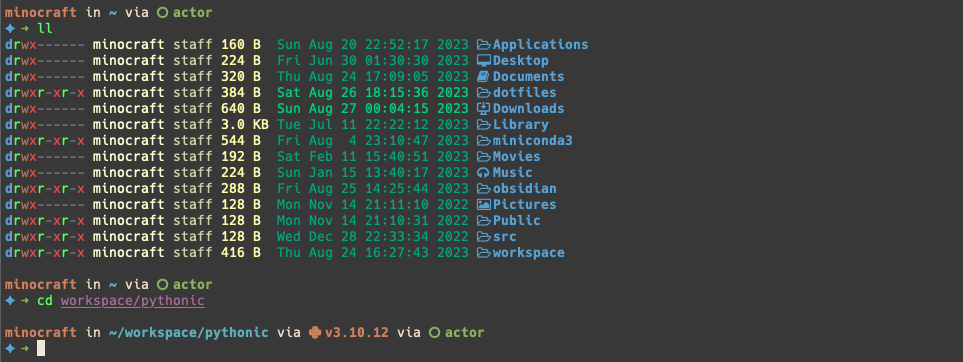 minocraft in ~ via actor
➜ ll
drwx------ minocraft staff 160 B Sun Aug 20 22:52:17 2023 Applications
drwx------ minocraft staff 224 B Fri Jun 30 01:30:30 2023 Desktop
drwx------ minocraft staff 320 B Thu Aug 24 17:09:05 2023 Documents
drwxr-xr-x minocraft staff 384 B Sat Aug 26 18:15:36 2023 dotfiles
drwx------ minocraft staff 640 B Sun Aug 27 00:04:15 2023 Downloads
drwx------ minocraft staff 3.0 KB Tue Jul 11 22:22:12 2023 Library
drwxr-xr-x minocraft staff 544 B Fri Aug  4 23:10:47 2023 miniconda3
drwx------ minocraft staff 192 B Sat Feb 11 15:40:51 2023 Movies
drwx------ minocraft staff 224 B Sun Jan 15 13:40:17 2023 Music
drwxr-xr-x minocraft staff 288 B Fri Aug 25 14:25:44 2023 obsidian
drwx------ minocraft staff 128 B Mon Nov 14 21:11:10 2022 Pictures
drwxr-xr-x minocraft staff 128 B Mon Nov 14 21:10:31 2022 Public
drwxr-xr-x minocraft staff 128 B Wed Dec 28 22:33:34 2022 src
drwxr-xr-x minocraft staff 416 B Thu Aug 24 16:27:43 2023 workspace
minocraft in ~ via actor
➜ cd workspace/pythonic
minocraft in ~/workspace/pythonic via v3.10.12 via actor
➜